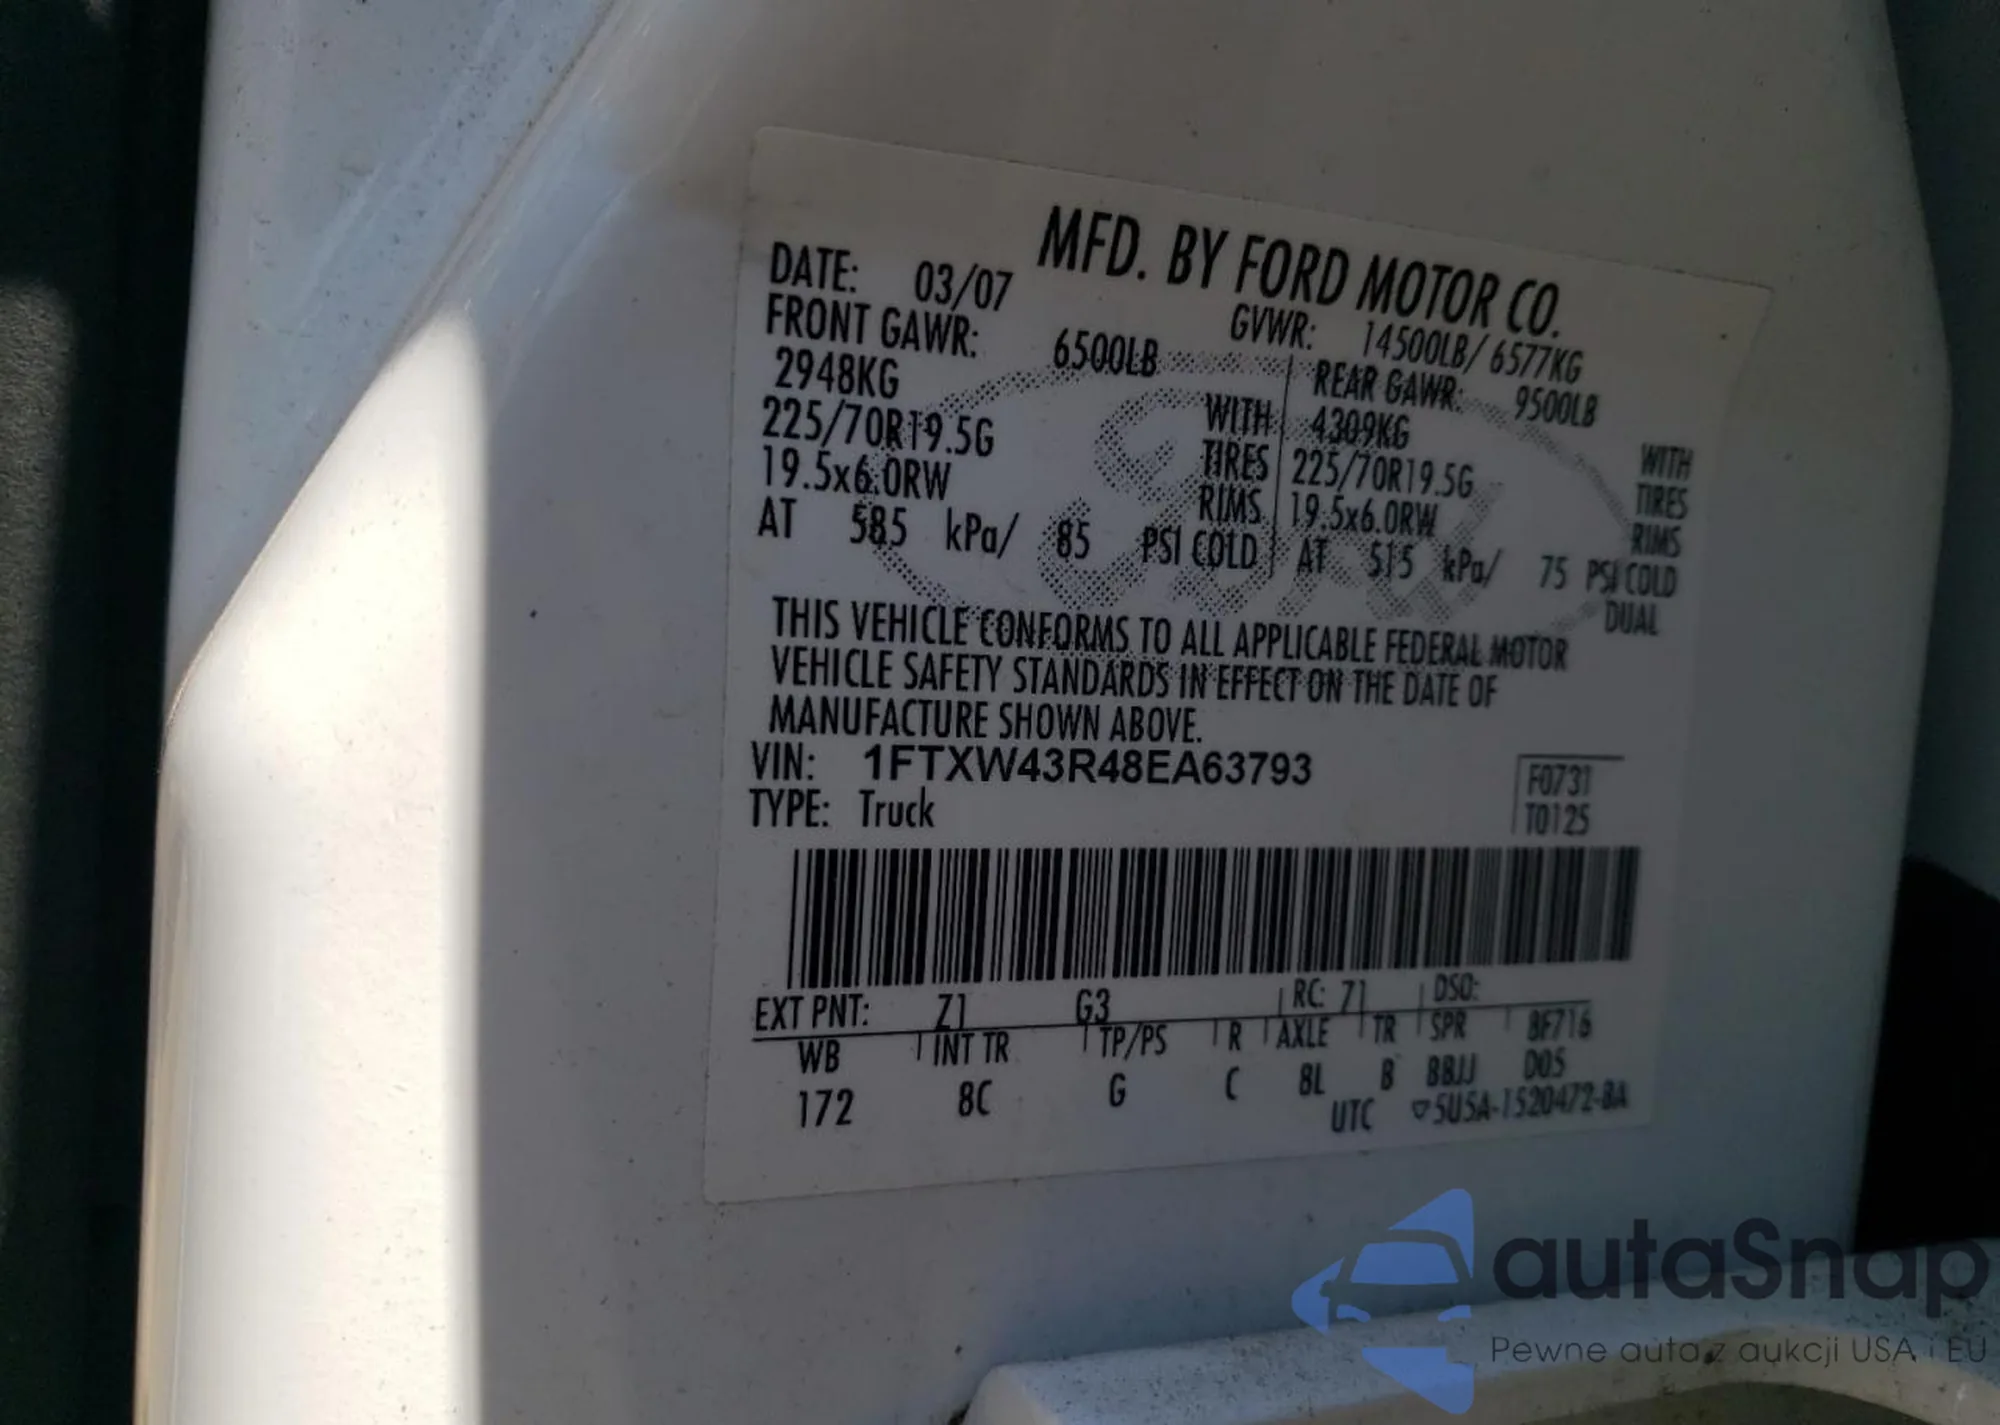 MFD. BY FORD MOTOR CO.
DATE: 03/07 GVWR: 14500LB/ 6577KG
FRONT GAWR: 6500LB REAR GAWR: 9500LB
2948KG WITH 4309KG WITH
225/70R19.5G TIRES 225/70R19.5G TIRES
19.5x6.0RW RIMS 19.5x6.0RW RIMS
AT 585 kPa/ 85 PSI COLD AT 515 kPa/ 75 PSI COLD
DUAL
THIS VEHICLE CONFORMS TO ALL APPLICABLE FEDERAL MOTOR
VEHICLE SAFETY STANDARDS IN EFFECT ON THE DATE OF
MANUFACTURE SHOWN ABOVE.
VIN: 1FTXW43R48EA63793
TYPE: Truck
F0731
T0125
EXT PNT: Z1 G3 RC: 71 DSO:
WB INT TR TP/PS R AXLE TR SPR 8F716
172 8C G C 8L B BBJJ D05
UTC ▽5U5A-1520472-BA
autaSnap
Pewne auta z aukcji USA i EU